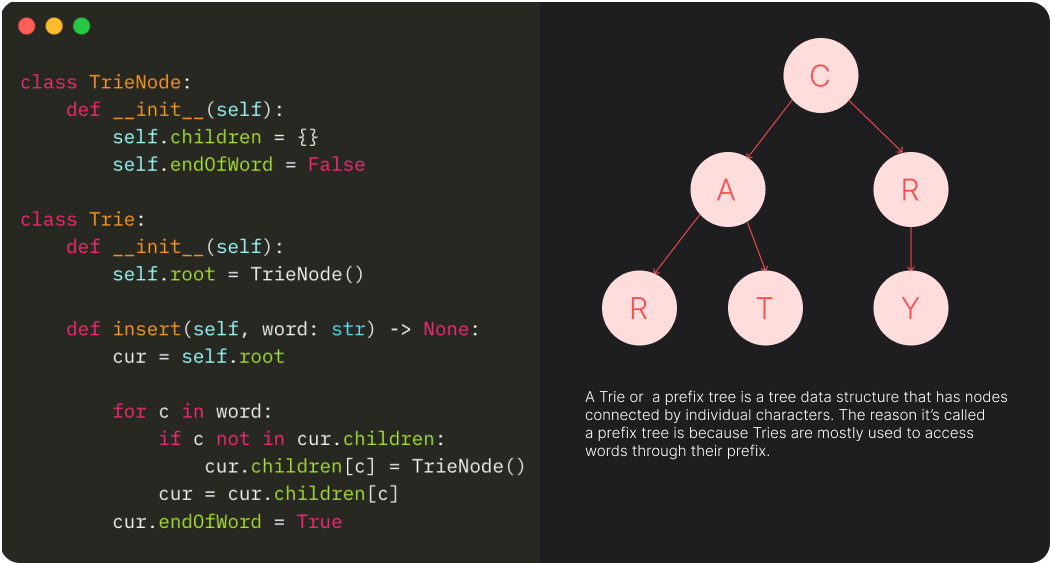 class TrieNode:
    def __init__(self):
        self.children = {}
        self.endOfWord = False
class Trie:
    def __init__(self):
        self.root = TrieNode()
    def insert(self, word: str) -> None:
        cur = self.root
        for c in word:
            if c not in cur.children:
                cur.children[c] = TrieNode()
            cur = cur.children[c]
        cur.endOfWord = True
C
A R
R T Y
A Trie or  a prefix tree is a tree data structure that has nodes
connected by individual characters. The reason it’s called
a prefix tree is because Tries are mostly used to access
words through their prefix.